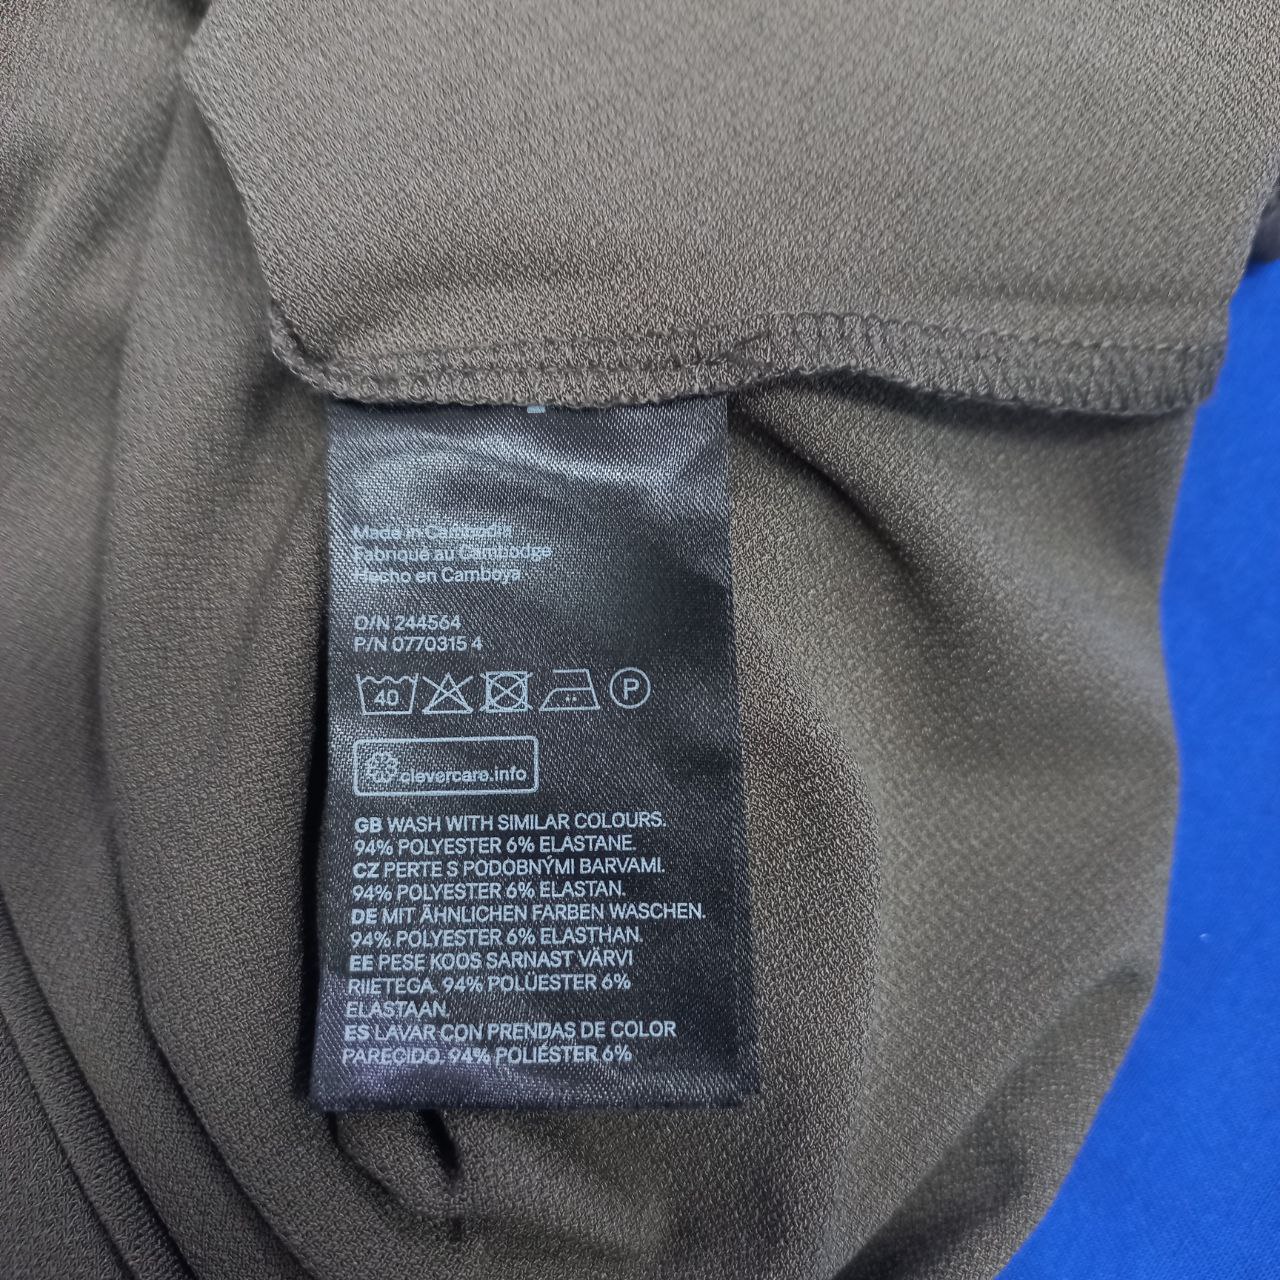 Made in Cambodia
Fabriqué au Cambodge
Hecho en Camboya
O/N 244564
P/N 0770315 4
40 P
clevercare.info
GB WASH WITH SIMILAR COLOURS.
94% POLYESTER 6% ELASTANE.
CZ PERTE S PODOBNÝMI BARVAMI.
94% POLYESTER 6% ELASTAN.
DE MIT ÄHNLICHEN FARBEN WASCHEN.
94% POLYESTER 6% ELASTHAN.
EE PESE KOOS SARNAST VÄRVI
RIIETEGA. 94% POLÜESTER 6%
ELASTAAN.
ES LAVAR CON PRENDAS DE COLOR
PARECIDO. 94% POLIÉSTER 6%